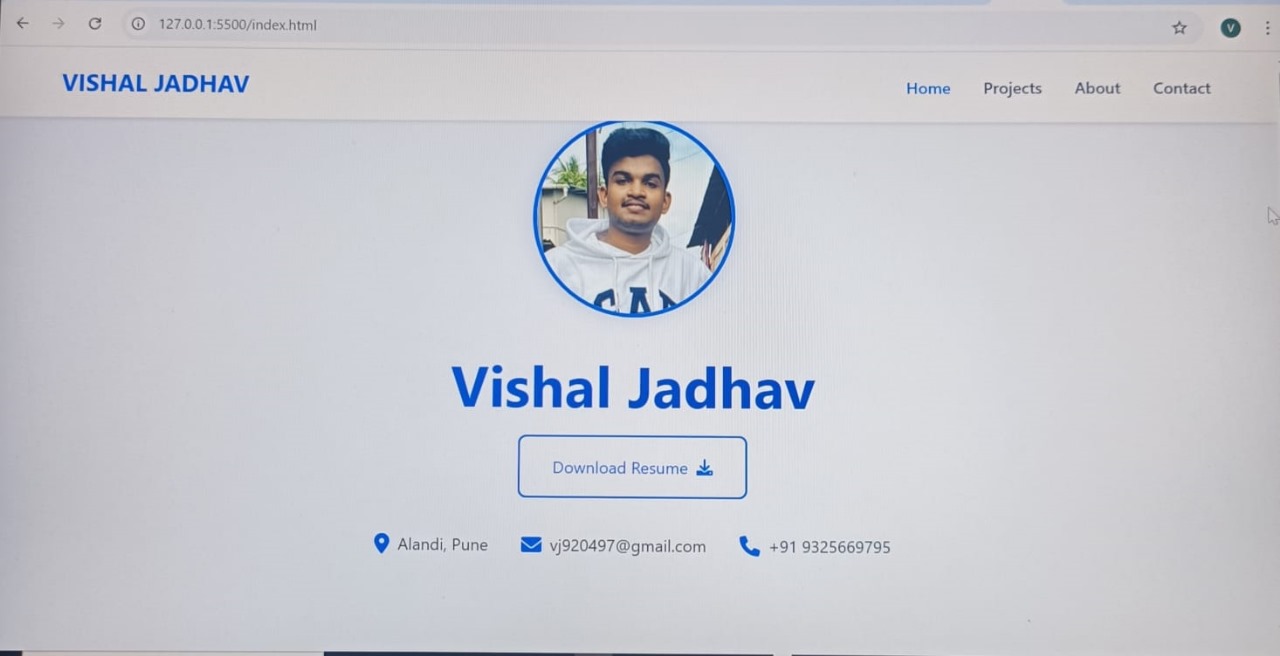 127.0.0.1:5500/index.html
V
VISHAL JADHAV
Home Projects About Contact
GAP
Vishal Jadhav
Download Resume
Alandi, Pune vj920497@gmail.com +91 9325669795